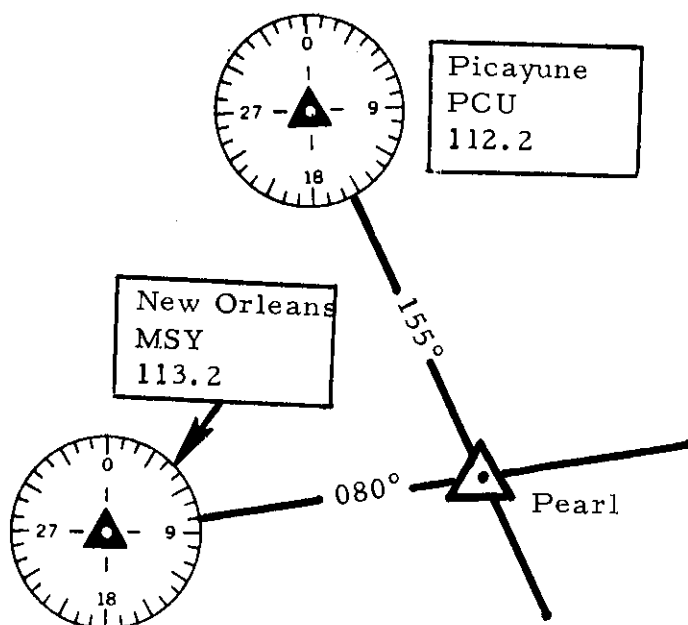 0
27
9
18
Picayune
PCU
112.2
155°
New Orleans
MSY
113.2
0
27
9
18
080°
Pearl